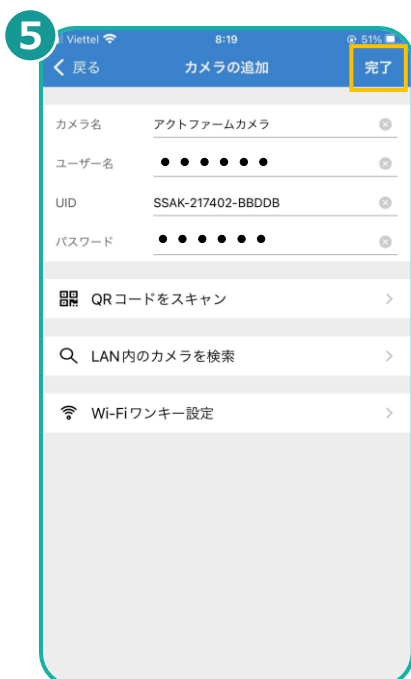 5
Viettel 8:19 51%
戻る カメラの追加 完了
カメラ名 アクトファームカメラ
ユーザー名 ●●●●●●
UID SSAK-217402-BBDDB
パスワード ●●●●●●
QRコードをスキャン
LAN内のカメラを検索
Wi-Fiワンキー設定